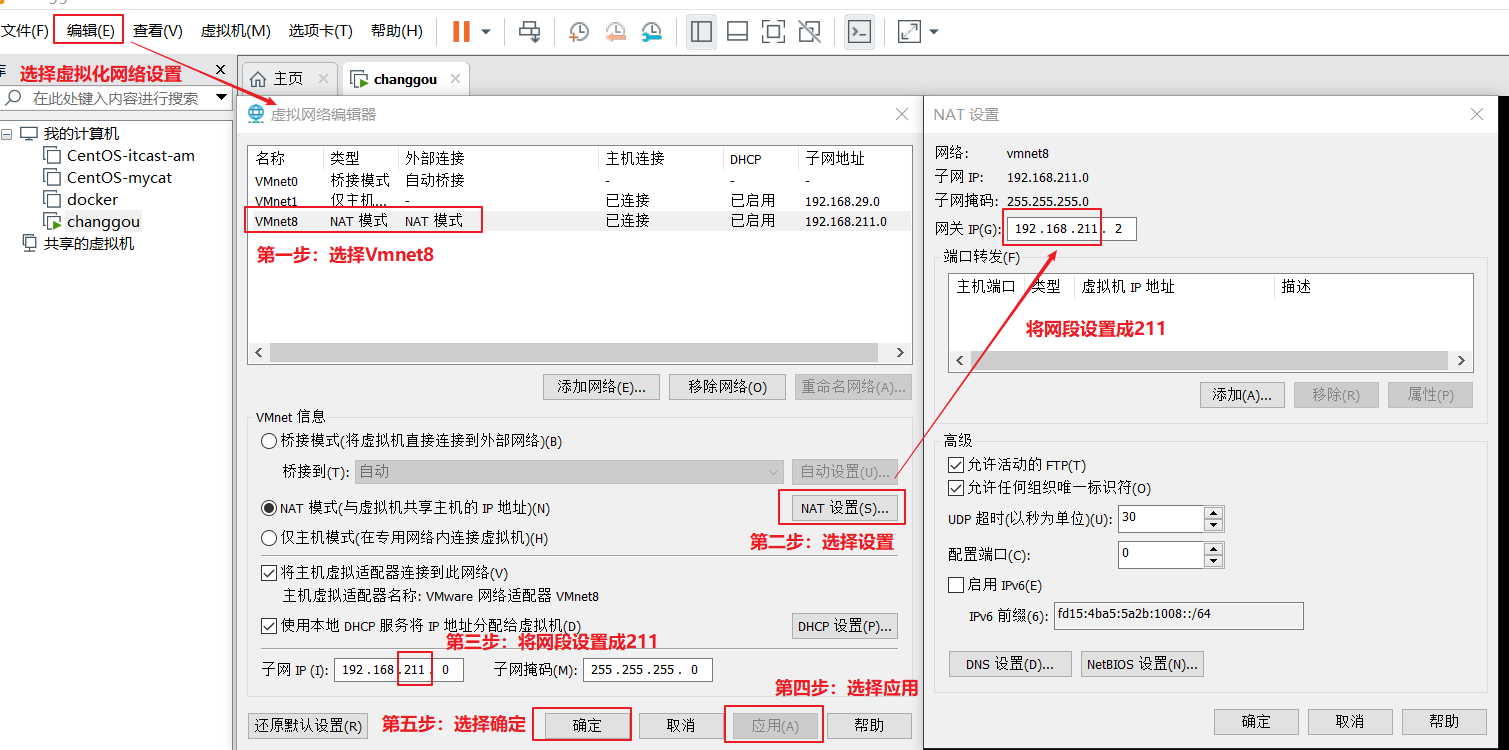 文件(F) 编辑(E) 查看(V) 虚拟机(M) 选项卡(T) 帮助(H)
选择虚拟化网络设置
主页
changgou
在此处键入内容进行搜索
我的计算机
CentOS-itcast-am
CentOS-mycat
docker
changgou
共享的虚拟机
虚拟网络编辑器
名称 类型 外部连接 主机连接 DHCP 子网地址
VMnet0 桥接模式 自动桥接 - - -
VMnet1 仅主机... - 已连接 已启用 192.168.29.0
VMnet8 NAT 模式 NAT 模式 已连接 已启用 192.168.211.0
第一步：选择Vmnet8
添加网络(E)... 移除网络(O) 重命名网络(A)...
VMnet 信息
桥接模式(将虚拟机直接连接到外部网络)(B)
桥接到(T): 自动 自动设置(U)...
NAT 模式(与虚拟机共享主机的 IP 地址)(N) NAT 设置(S)...
第二步：选择设置
仅主机模式(在专用网络内连接虚拟机)(H)
将主机虚拟适配器连接到此网络(V)
主机虚拟适配器名称: VMware 网络适配器 VMnet8
使用本地 DHCP 服务将 IP 地址分配给虚拟机(D) DHCP 设置(P)...
第三步：将网段设置成211
子网 IP (I): 192 . 168 . 211 . 0 子网掩码(M): 255 . 255 . 255 . 0
第四步：选择应用
还原默认设置(R) 第五步：选择确定 确定 取消 应用(A) 帮助
NAT 设置
网络: vmnet8
子网 IP: 192.168.211.0
子网掩码: 255.255.255.0
网关 IP(G): 192 . 168 . 211 . 2
端口转发(F)
主机端口 类型 虚拟机 IP 地址 描述
将网段设置成211
添加(A)... 移除(R) 属性(P)
高级
允许活动的 FTP(T)
允许任何组织唯一标识符(O)
UDP 超时(以秒为单位)(U): 30
配置端口(C): 0
启用 IPv6(E)
IPv6 前缀(6): fd15:4ba5:5a2b:1008::/64
DNS 设置(D)... NetBIOS 设置(N)...
确定 取消 帮助